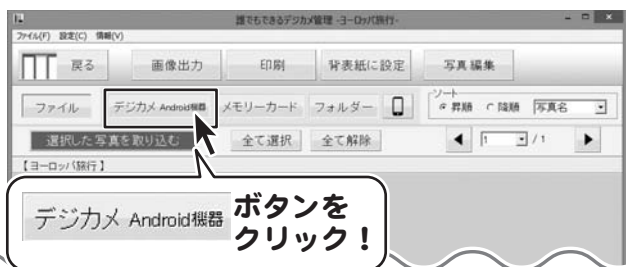 誰でもできるデジカメ管理 -ヨーロッパ旅行-
ファイル(F) 設定(C) 情報(V)
戻る 画像出力 印刷 背表紙に設定 写真編集
ファイル デジカメ Android機器 メモリーカード フォルダー
ソート
昇順 降順 写真名
選択した写真を取り込む 全て選択 全て解除 1 / 1
【ヨーロッパ旅行】
デジカメ Android機器
ボタンを
クリック！